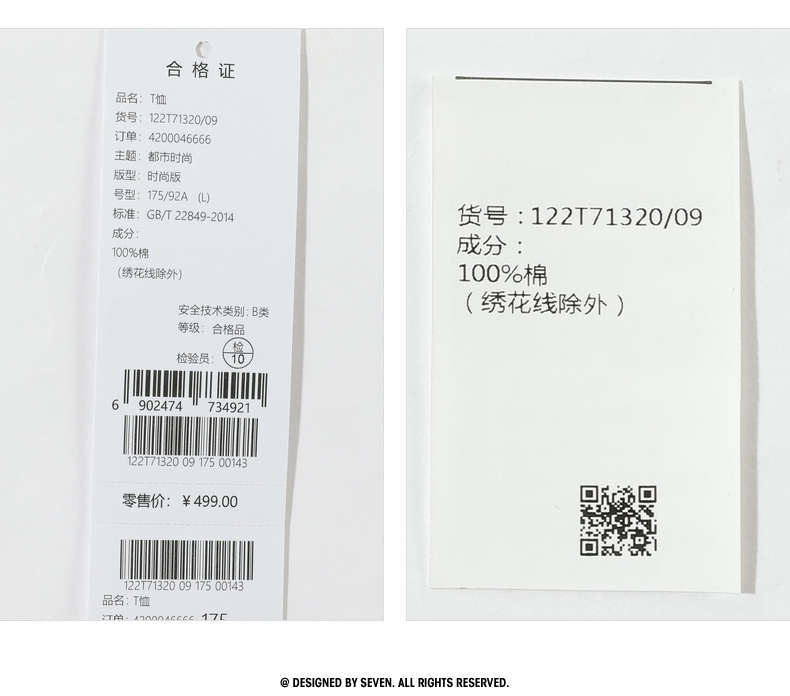 合格证
品名：T恤
货号：122T71320/09
订单：4200046666
主题：都市时尚
版型：时尚版
号型：175/92A （L）
标准：GB/T 22849-2014
成分：
100%棉
（绣花线除外）
安全技术类别：B类
等级：合格品
检验员：检 10
6 902474 734921
122T71320 09 175 00143
零售价：￥499.00
122T71320 09 175 00143
品名：T恤
订单：4200046666 175
货号：122T71320/09
成分：
100%棉
（绣花线除外）
@ DESIGNED BY SEVEN. ALL RIGHTS RESERVED.